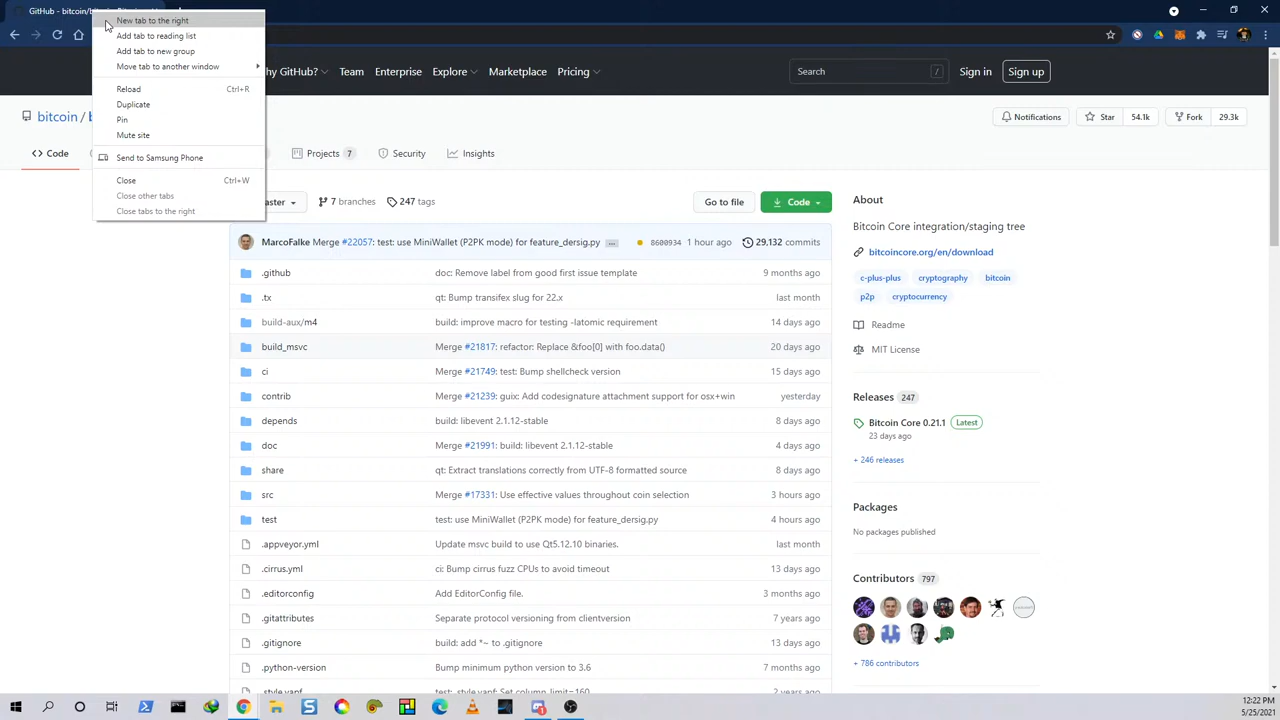 GitHub - bitcoin/bitcoin: Bitcoin
New tab to the right
Add tab to reading list
Add tab to new group
Move tab to another window
Reload Ctrl+R
Duplicate
Pin
Mute site
Send to Samsung Phone
Close Ctrl+W
Close other tabs
Close tabs to the right
hy GitHub? Team Enterprise Explore Marketplace Pricing
Search /
Sign in Sign up
bitcoin / b
Notifications Star 54.1k Fork 29.3k
Code Projects 7 Security Insights
aster 7 branches 247 tags Go to file Code
MarcoFalke Merge #22057: test: use MiniWallet (P2PK mode) for feature_dersig.py ... 8600934 1 hour ago 29,132 commits
.github doc: Remove label from good first issue template 9 months ago
.tx qt: Bump transifex slug for 22.x last month
build-aux/m4 build: improve macro for testing -latomic requirement 14 days ago
build_msvc Merge #21817: refactor: Replace &foo[0] with foo.data() 20 days ago
ci Merge #21749: test: Bump shellcheck version 15 days ago
contrib Merge #21239: guix: Add codesignature attachment support for osx+win yesterday
depends build: libevent 2.1.12-stable 8 days ago
doc Merge #21991: build: libevent 2.1.12-stable 4 days ago
share qt: Extract translations correctly from UTF-8 formatted source 8 days ago
src Merge #17331: Use effective values throughout coin selection 3 hours ago
test test: use MiniWallet (P2PK mode) for feature_dersig.py 4 hours ago
.appveyor.yml Update msvc build to use Qt5.12.10 binaries. last month
.cirrus.yml ci: Bump cirrus fuzz CPUs to avoid timeout 13 days ago
.editorconfig Add EditorConfig file. 3 months ago
.gitattributes Separate protocol versioning from clientversion 7 years ago
.gitignore build: add *~ to .gitignore 13 days ago
.python-version Bump minimum python version to 3.6 7 months ago
.style.yapf test: .style.yapf: Set column_limit=160 2 years ago
About
Bitcoin Core integration/staging tree
bitcoincore.org/en/download
c-plus-plus cryptography bitcoin
p2p cryptocurrency
Readme
MIT License
Releases 247
Bitcoin Core 0.21.1 Latest
23 days ago
+ 246 releases
Packages
No packages published
Contributors 797
+ 786 contributors
12:22 PM
5/25/2021